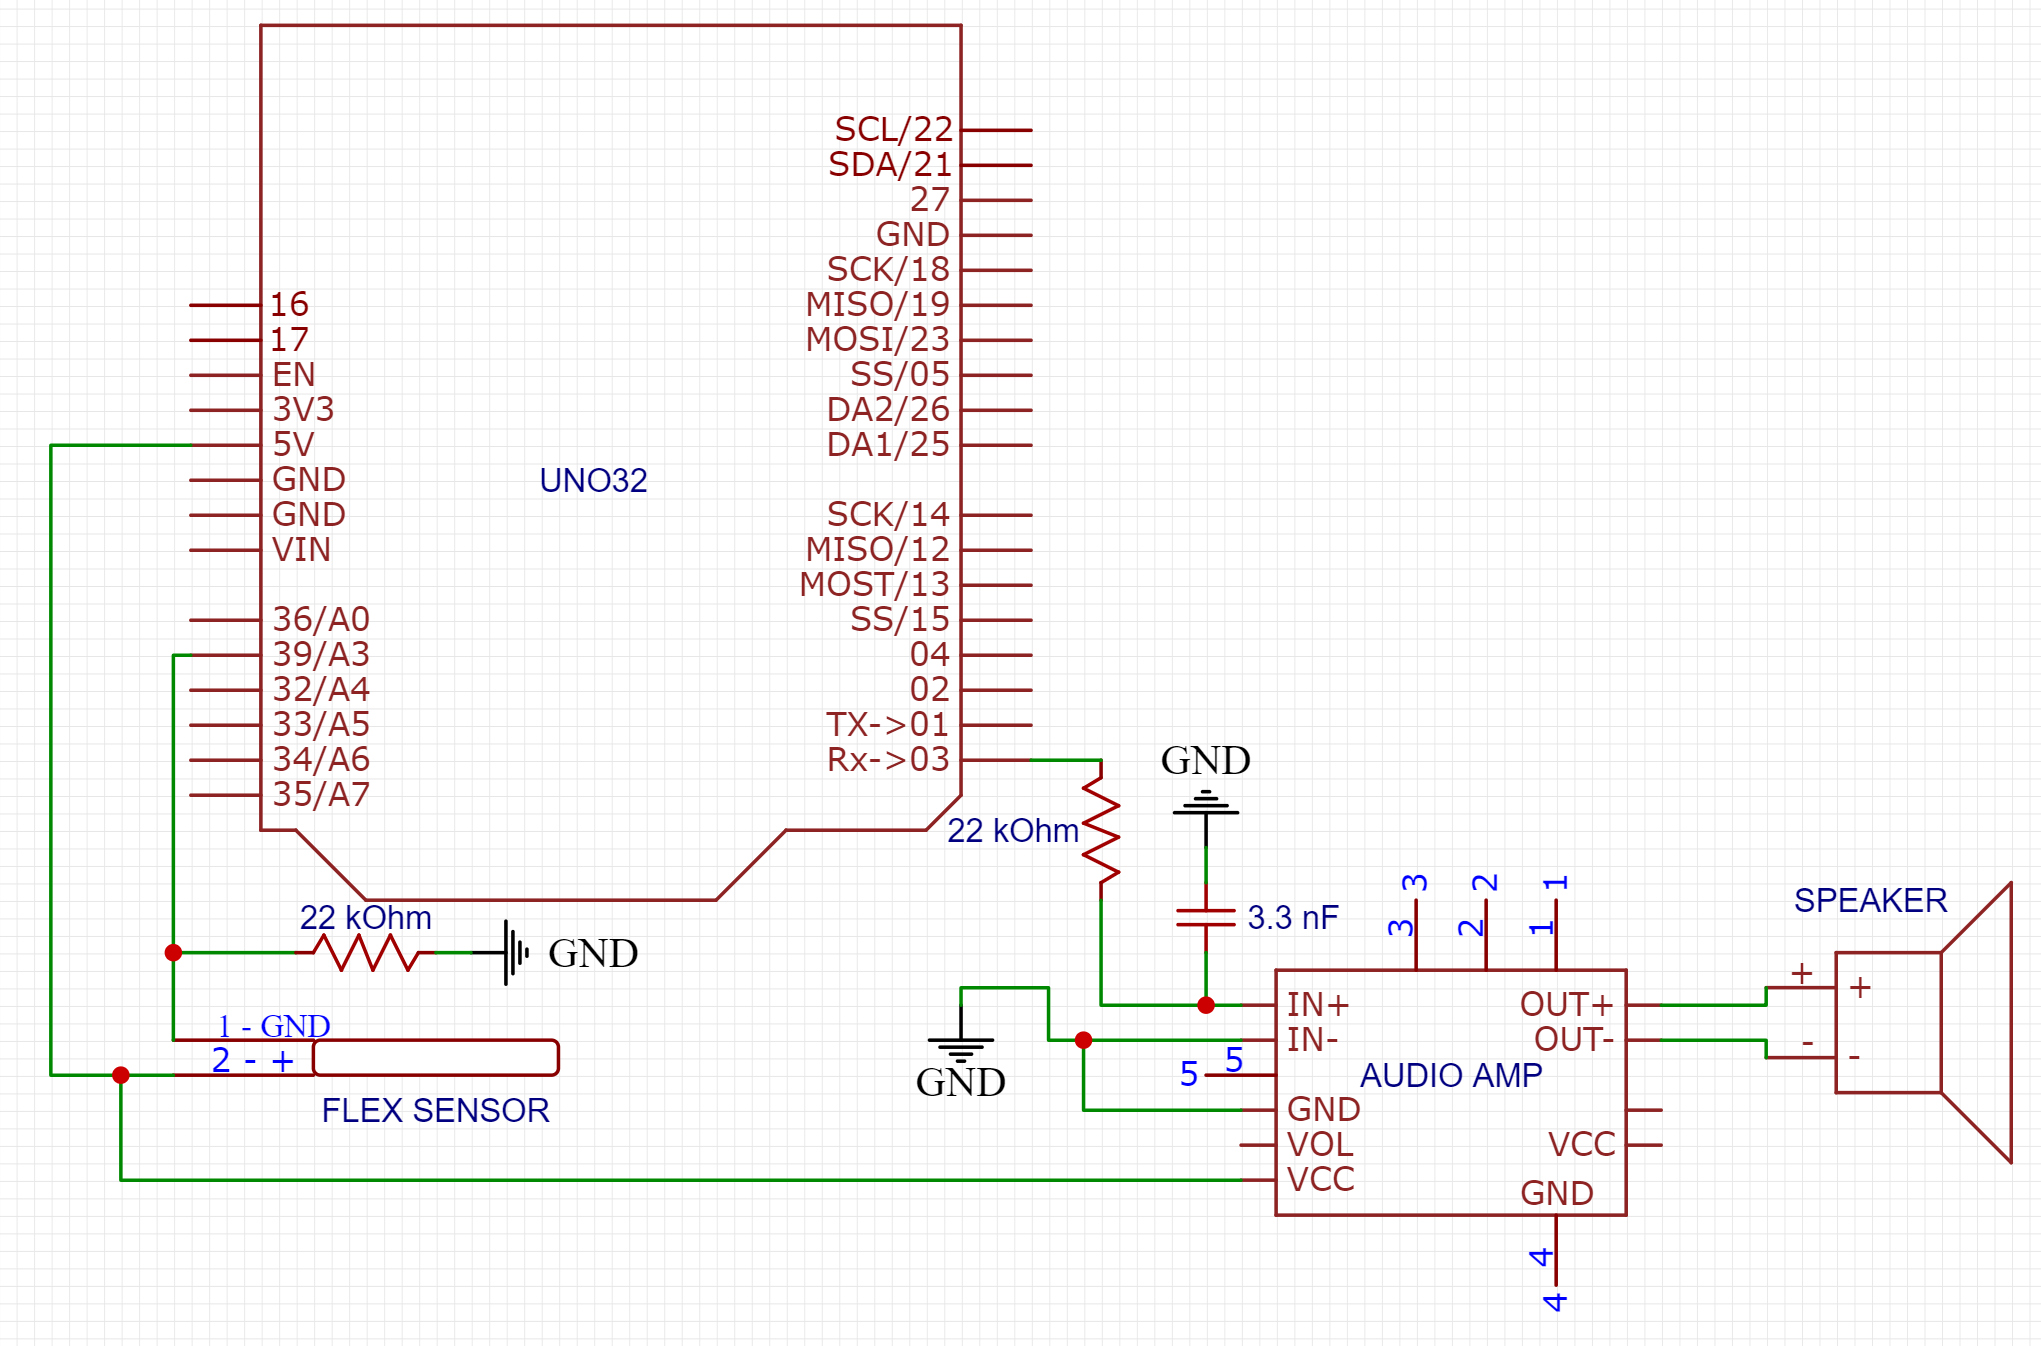 SCL/22
SDA/21
27
GND
SCK/18
16
MISO/19
17
MOSI/23
EN
SS/05
3V3
DA2/26
5V
DA1/25
GND
UNO32
GND
SCK/14
VIN
MISO/12
MOST/13
36/A0
SS/15
39/A3
04
32/A4
02
33/A5
TX->01
34/A6
Rx->03
GND
35/A7
22 kOhm
3
2
1
SPEAKER
22 kOhm
3.3 nF
3
2
1
GND
+
+
IN+
OUT+
1 - GND
IN-
OUT-
-
-
2 - +
5
5
AUDIO AMP
GND
FLEX SENSOR
GND
VOL
VCC
VCC
GND
4
4